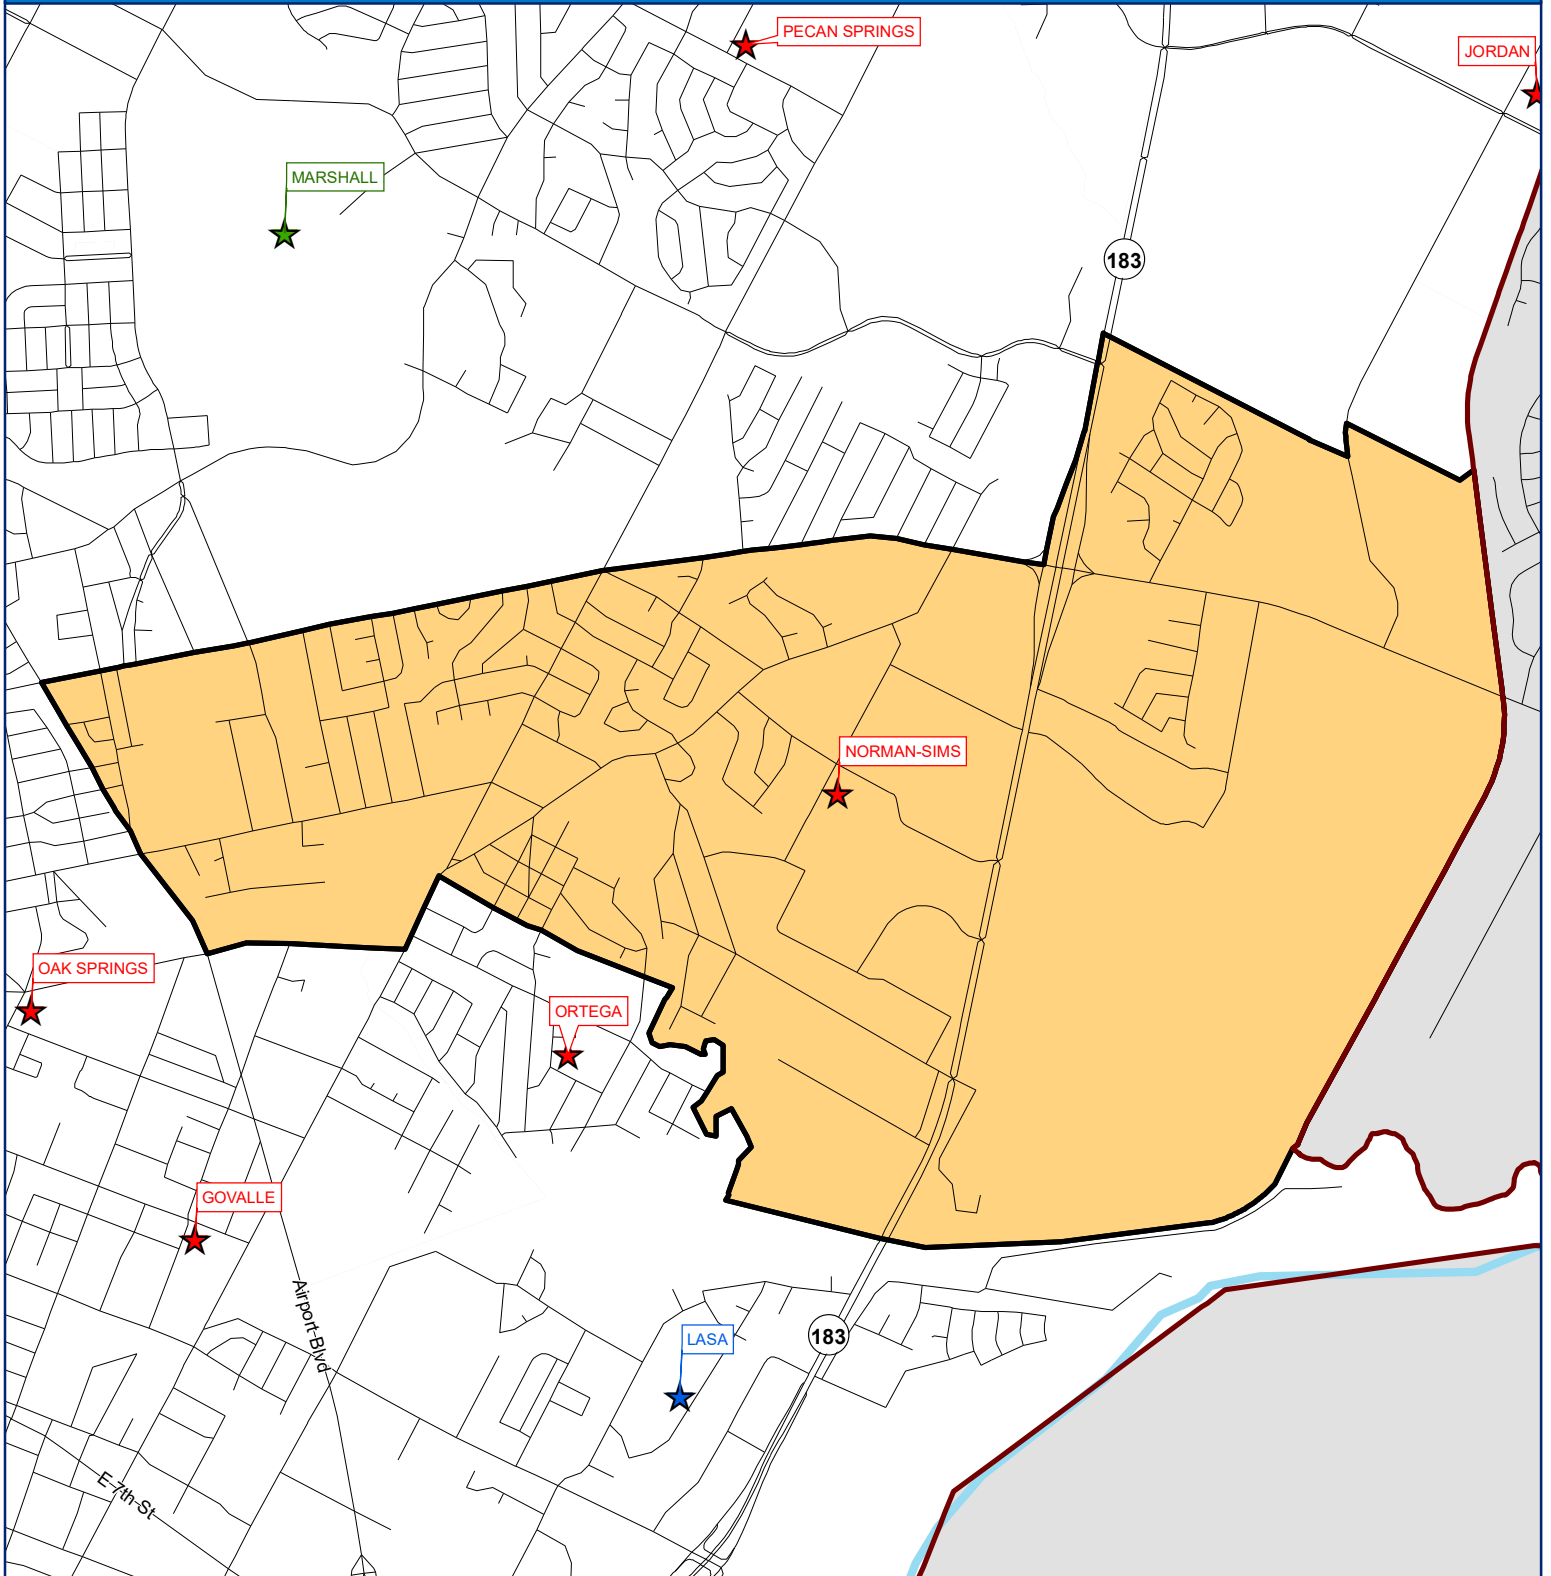 PECAN SPRINGS
JORDAN
MARSHALL
183
NORMAN-SIMS
OAK SPRINGS
ORTEGA
GOVALLE
Airport Blvd
LASA
183
E 7th St